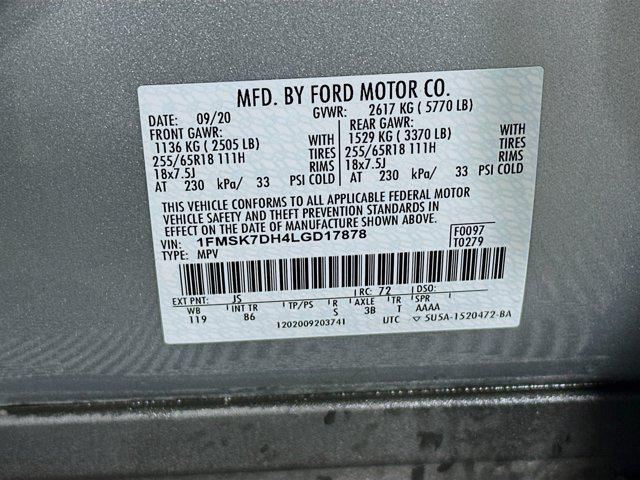 MFD. BY FORD MOTOR CO.
DATE: 09/20 GVWR: 2617 KG ( 5770 LB)
FRONT GAWR: REAR GAWR:
1136 KG ( 2505 LB) WITH 1529 KG ( 3370 LB) WITH
255/65R18 111H TIRES 255/65R18 111H TIRES
18x7.5J RIMS 18x7.5J RIMS
AT 230 kPa/ 33 PSI COLD AT 230 kPa/ 33 PSI COLD
THIS VEHICLE CONFORMS TO ALL APPLICABLE FEDERAL MOTOR
VEHICLE SAFETY AND THEFT PREVENTION STANDARDS IN
EFFECT ON THE DATE OF MANUFACTURE SHOWN ABOVE.
VIN: 1FMSK7DH4LGD17878 F0097
TYPE: MPV T0279
EXT PNT: JS RC: 72 DSO:
WB INT TR TP/PS R AXLE TR SPR
119 86 S 3B T AAAA
1202009203741 UTC ▽ 5U5A-1520472-BA